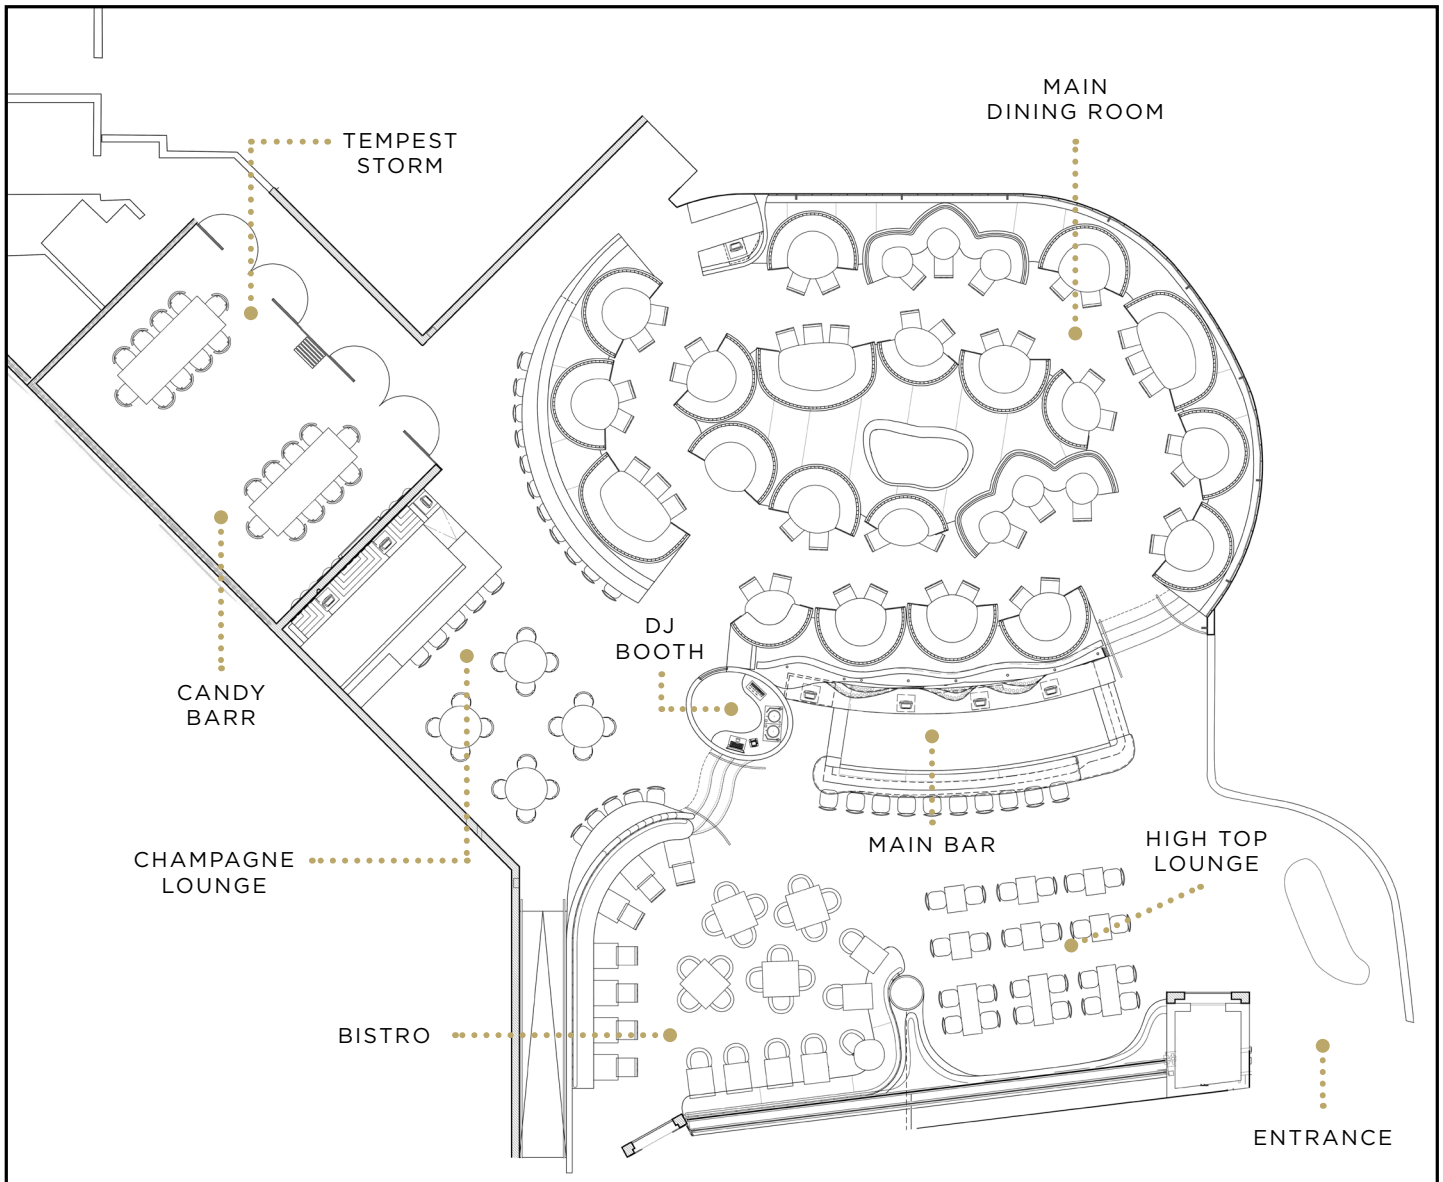 MAIN
DINING ROOM
TEMPEST
STORM
DJ
BOOTH
CANDY
BARR
MAIN BAR
HIGH TOP
LOUNGE
CHAMPAGNE
LOUNGE
BISTRO
ENTRANCE